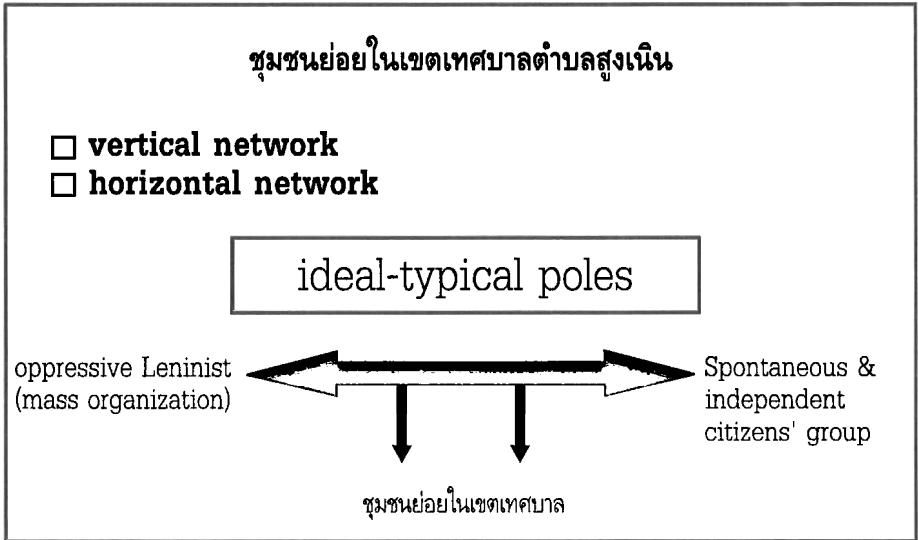 ชุมชนย่อยในเขตเทศบาลตำบลสูงเนิน
vertical network
horizontal network
ideal-typical poles
oppressive Leninist
(mass organization)
Spontaneous &
independent
citizens' group
ชุมชนย่อยในเขตเทศบาล